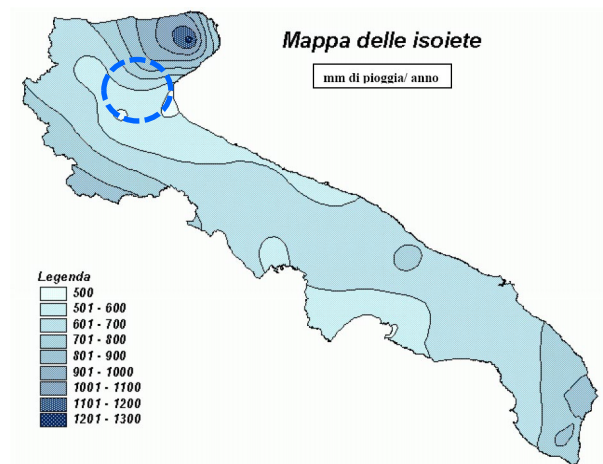 Mappa delle isoiete
mm di pioggia/ anno
Legenda
500
501 - 600
601 - 700
701 - 800
801 - 900
901 - 1000
1001 - 1100
1101 - 1200
1201 - 1300